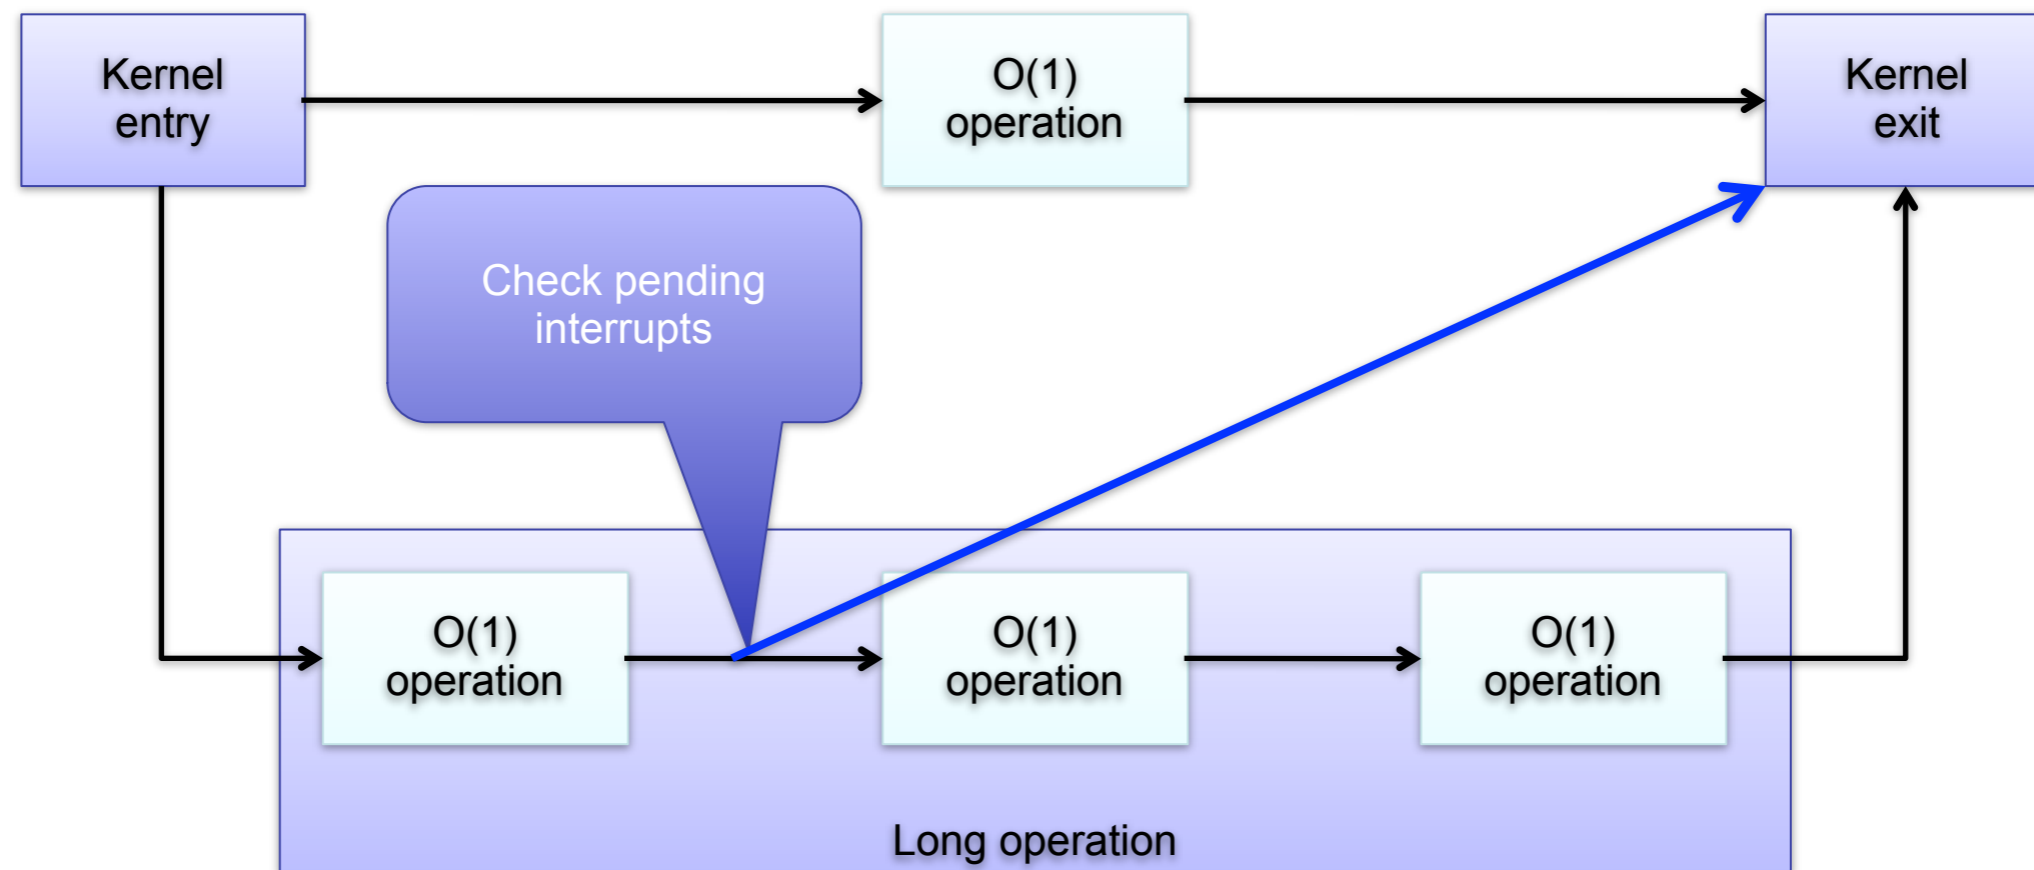 Kernel
entry
O(1)
operation
Kernel
exit
Check pending
interrupts
O(1)
operation
O(1)
operation
O(1)
operation
Long operation